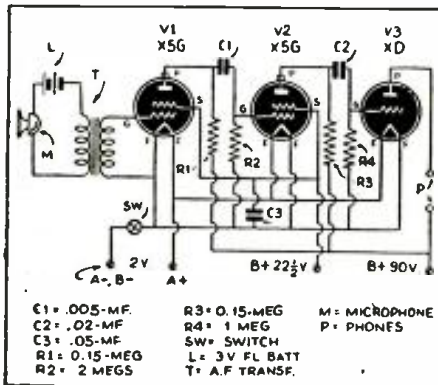 V1 C1 V2 C2 V3
X5G X5G XD
L
T
P P P
G S G S S
M
F F F F F F
R1 R2 R4
R3
P
SW
C3
A-, B- 2V A+ B+ 22½V B+ 90V
C1 = .005-MF.
C2 = .02-MF
C3 = .05-MF
R1 = 0.15-MEG
R2 = 2 MEGS
R3 = 0.15-MEG
R4 = 1 MEG
SW = SWITCH
L = 3V FL BATT
T = A.F TRANSF.
M = MICROPHONE
P = PHONES